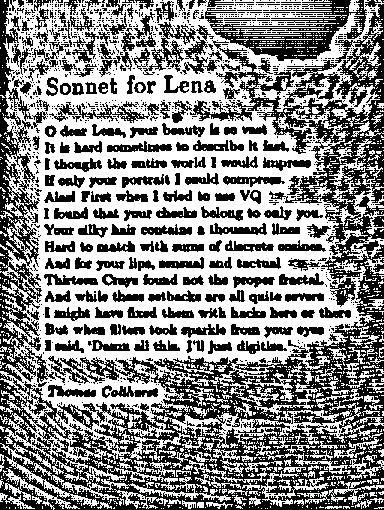 Sonnet for Lena
O dear Lena, your beauty is so vast
It is hard sometimes to describe it fast.
I thought the entire world I would impress
If only your portrait I could compress.
Alas! First when I tried to use VQ
I found that your cheeks belong to only you.
Your silky hair contains a thousand lines
Hard to match with sums of discrete cosines.
And for your lips, sensual and tactual
Thirteen Crays found not the proper fractal.
And while these setbacks are all quite severe
I might have fixed them with hacks here or there
But when filters took sparkle from your eyes
I said, 'Damn all this. I'll just digitize.'
Thomas Colthurst